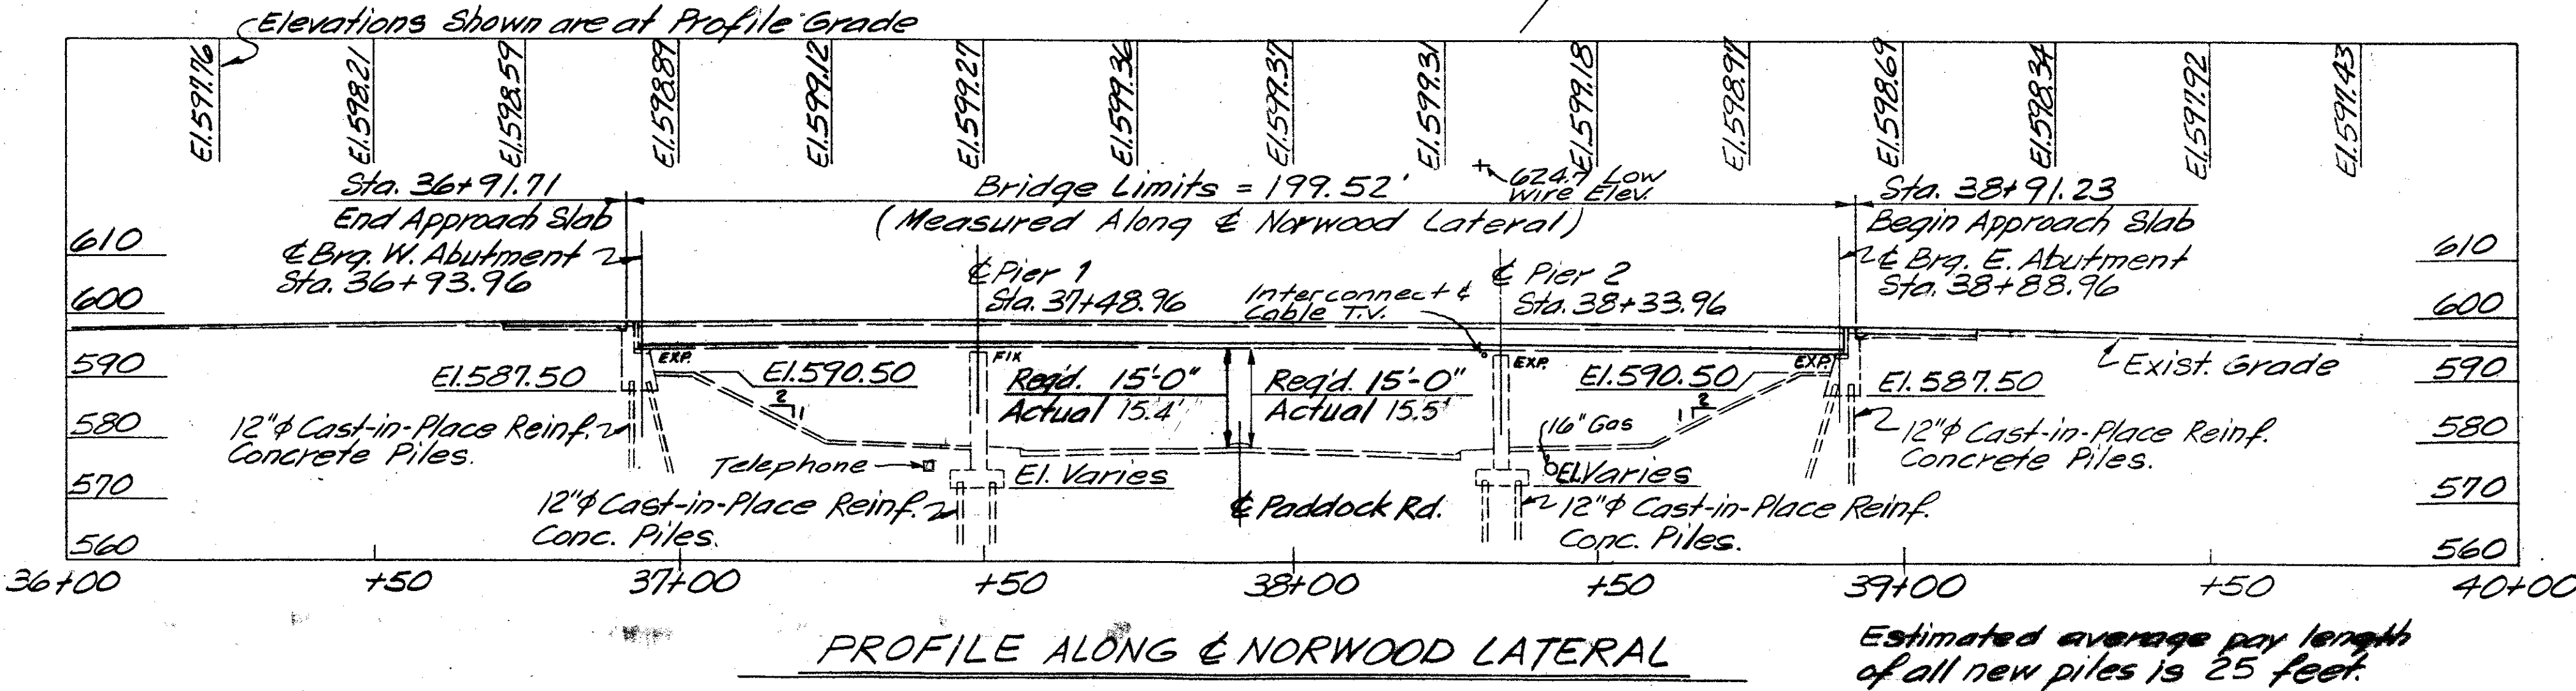 Elevations Shown are at Profile Grade
El.597.76
El.598.21
El.598.59
El.598.89
El.599.12
El.599.27
El.599.36
El.599.37
El.599.31
El.599.18
El.598.97
El.598.69
El.598.34
El.597.92
El.597.43
Sta. 36+91.71
End Approach Slab
℄ Brg. W. Abutment
Sta. 36+93.96
Bridge Limits = 199.52'
(Measured Along ℄ Norwood Lateral)
624.7 Low
Wire Elev.
Sta. 38+91.23
Begin Approach Slab
℄ Brg. E. Abutment
Sta. 38+88.96
℄ Pier 1
Sta. 37+48.96
Interconnect &
Cable T.V.
℄ Pier 2
Sta. 38+33.96
610
600
590
580
570
560
610
600
590
580
570
560
EXP.
FIX
EXP.
EXP.
El.587.50
El.590.50
Req'd. 15'-0"
Actual 15.4'
Req'd. 15'-0"
Actual 15.5'
El.590.50
El.587.50
Exist. Grade
2
1
1
2
12"ϕ Cast-in-Place Reinf.
Concrete Piles.
Telephone
El. Varies
16" Gas
El.Varies
12"ϕ Cast-in-Place Reinf.
Concrete Piles.
12"ϕ Cast-in-Place Reinf.
Conc. Piles.
℄ Paddock Rd.
12"ϕ Cast-in-Place Reinf.
Conc. Piles.
36+00
+50
37+00
+50
38+00
+50
39+00
+50
40+00
PROFILE ALONG ℄ NORWOOD LATERAL
Estimated average pay length
of all new piles is 25 feet.